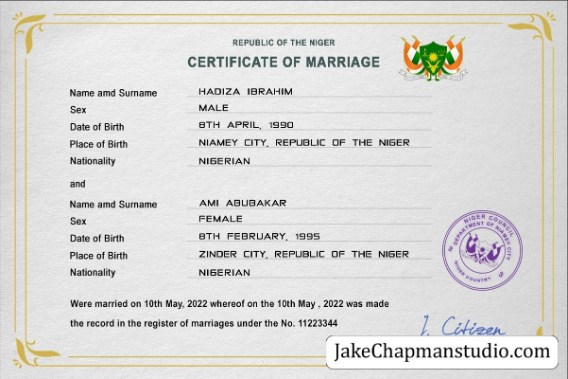 REPUBLIC OF THE NIGER
CERTIFICATE OF MARRIAGE
Name amd Surname HADIZA IBRAHIM
Sex MALE
Date of Birth 8TH APRIL, 1990
Place of Birth NIAMEY CITY, REPUBLIC OF THE NIGER
Nationality NIGERIAN
and
Name amd Surname AMI ABUBAKAR
Sex FEMALE
Date of Birth 8TH FEBRUARY, 1995
Place of Birth ZINDER CITY, REPUBLIC OF THE NIGER
Nationality NIGERIAN
NIGER COUNCIL
DEPARTMENT OF NIAMEY CITY
NIGER COUNTRY
Were married on 10th May, 2022 whereof on the 10th May , 2022 was made
the record in the register of marriages under the No. 11223344
I. Citizen
JakeChapmanstudio.com